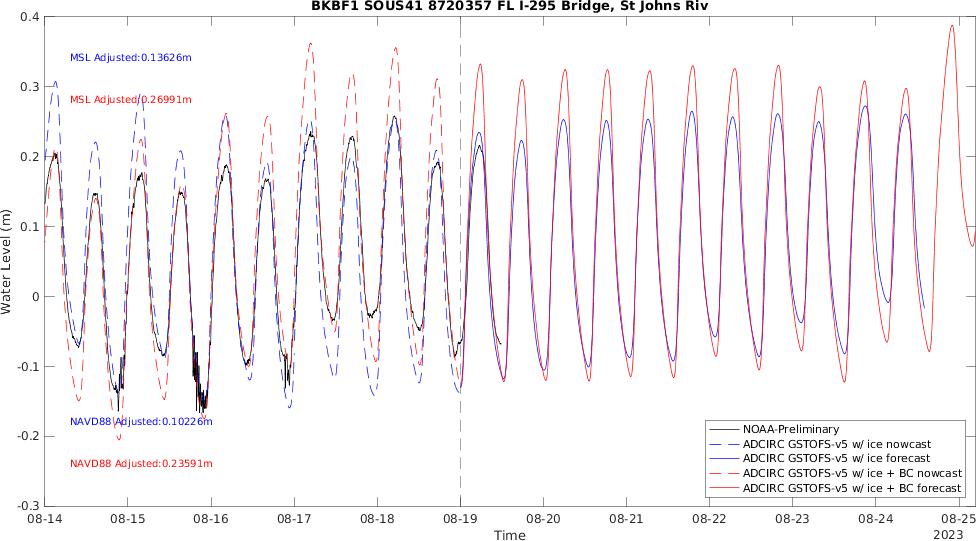 BKBF1 SOUS41 8720357 FL I-295 Bridge, St Johns Riv
0.4
0.3
0.2
0.1
0
-0.1
-0.2
-0.3
Water Level (m)
MSL Adjusted:0.13626m
MSL Adjusted:0.26991m
NAVD88 Adjusted:0.10226m
NAVD88 Adjusted:0.23591m
NOAA-Preliminary
ADCIRC GSTOFS-v5 w/ ice nowcast
ADCIRC GSTOFS-v5 w/ ice forecast
ADCIRC GSTOFS-v5 w/ ice + BC nowcast
ADCIRC GSTOFS-v5 w/ ice + BC forecast
08-14 08-15 08-16 08-17 08-18 08-19 08-20 08-21 08-22 08-23 08-24 08-25
Time
2023